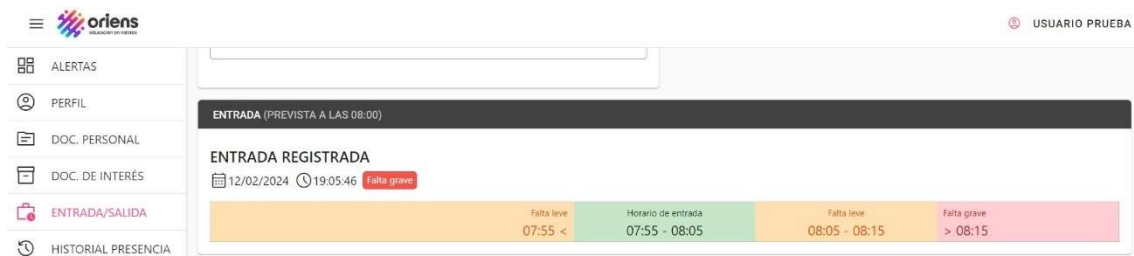 oriens
educación en valores
USUARIO PRUEBA
ALERTAS
PERFIL
DOC. PERSONAL
DOC. DE INTERÉS
ENTRADA/SALIDA
HISTORIAL PRESENCIA
ENTRADA (PREVISTA A LAS 08:00)
ENTRADA REGISTRADA
12/02/2024 19:05:46 Falta grave
Falta leve Horario de entrada Falta leve Falta grave
07:55 < 07:55 - 08:05 08:05 - 08:15 > 08:15